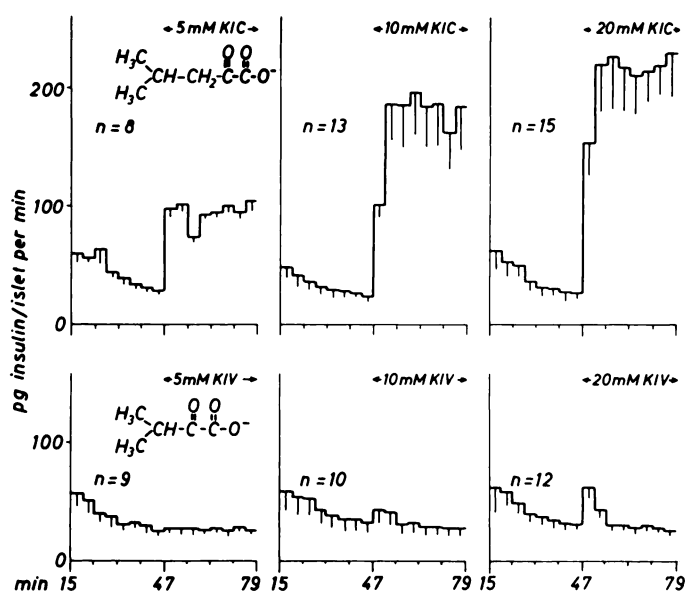 pg insulin/islet per min
5mM KIC
10mM KIC
20mM KIC
O O
H₃C
CH-CH₂-C-C-O⁻
H₃C
200
n=8
n=13
n=15
100
0
5mM KIV
10mM KIV
20mM KIV
O O
H₃C
CH-C-C-O⁻
H₃C
100
n=9
n=10
n=12
0
min 15 47 79 15 47 79 15 47 79